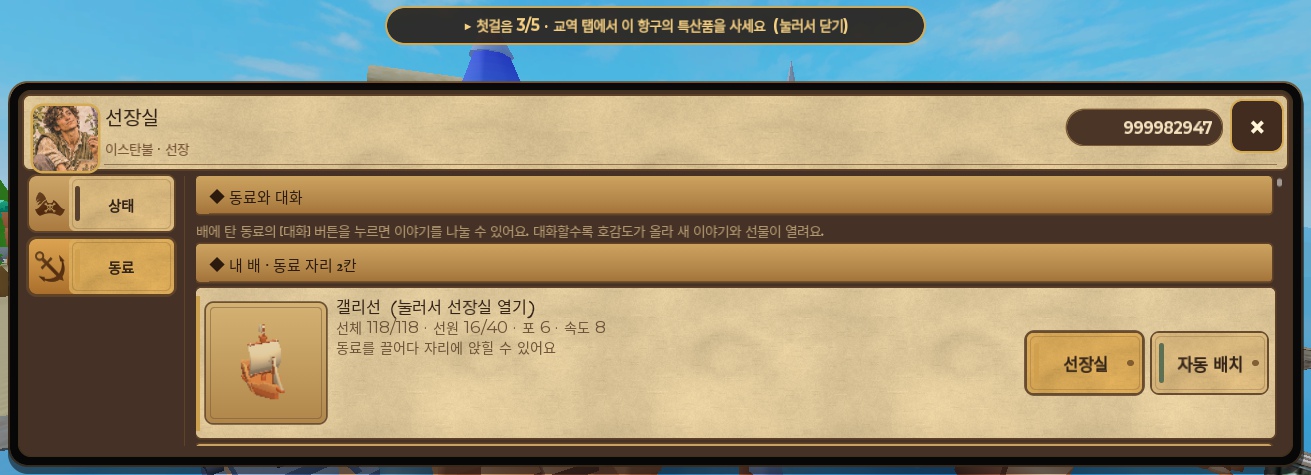 ▸ 첫걸음 3/5 · 교역 탭에서 이 항구의 특산품을 사세요 (눌러서 닫기)
선장실
이스탄불 · 선장
999982947
×
상태
동료
◆ 동료와 대화
배에 탄 동료의 [대화] 버튼을 누르면 이야기를 나눌 수 있어요. 대화할수록 호감도가 올라 새 이야기와 선물이 열려요.
◆ 내 배 · 동료 자리 2칸
갤리선 (눌러서 선장실 열기)
선체 118/118 · 선원 16/40 · 포 6 · 속도 8
동료를 끌어다 자리에 앉힐 수 있어요
선장실
자동 배치